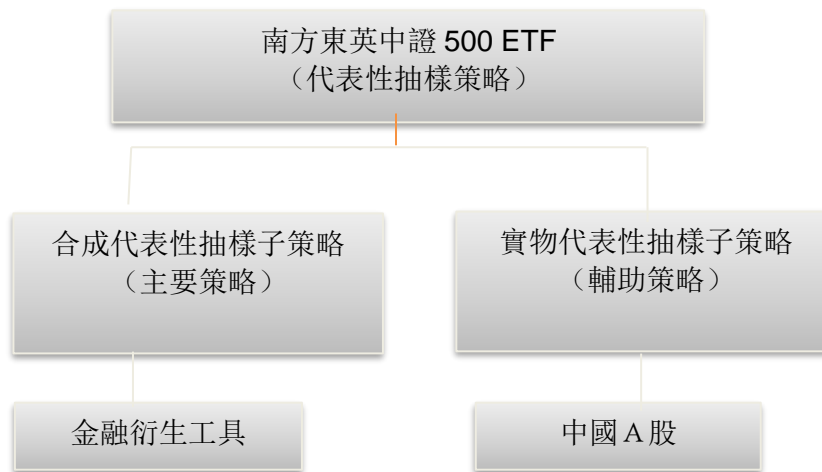 南方東英中證 500 ETF
（代表性抽樣策略）
合成代表性抽樣子策略
（主要策略）
實物代表性抽樣子策略
（輔助策略）
金融衍生工具
中國Ａ股